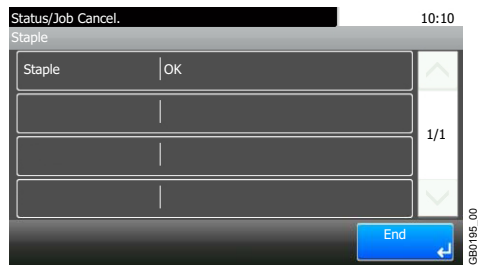 Status/Job Cancel. 10:10
Staple
Staple OK
1/1
End
GB0195_00